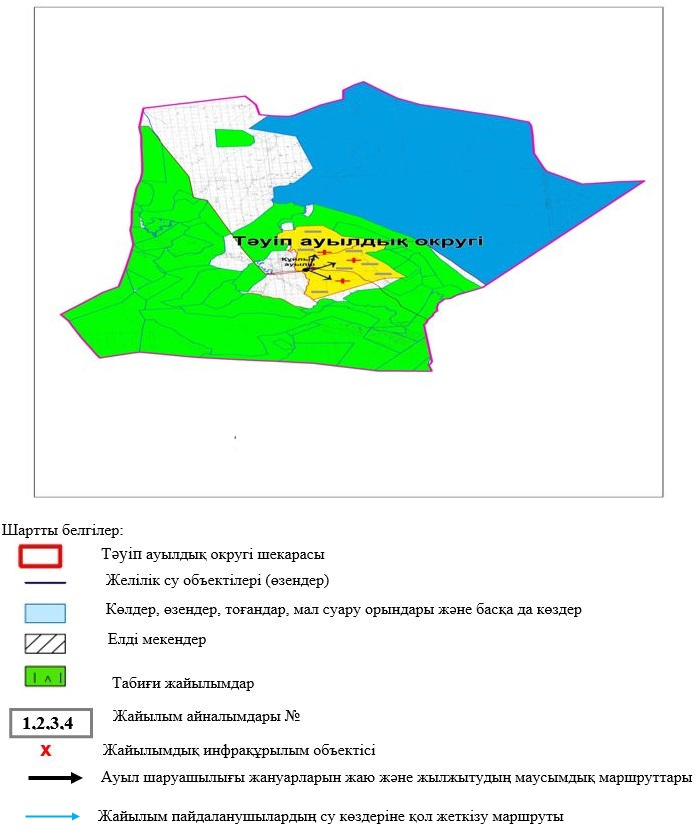 Тәуіп ауылдық округі
Құялық
ауылы
Шартты белгілер:
Тәуіп ауылдық округі шекарасы
Желілік су объектілері (өзендер)
Көлдер, өзендер, тоғандар, мал суару орындары және басқа да көздер
Елді мекендер
Табиғи жайылымдар
1,2,3,4 Жайылым айналымдары №
х Жайылымдық инфрақұрылым объектісі
Ауыл шаруашылығы жануарларын жаю және жылжытудың маусымдық маршруттары
Жайылым пайдаланушылардың су көздеріне қол жеткізу маршруты